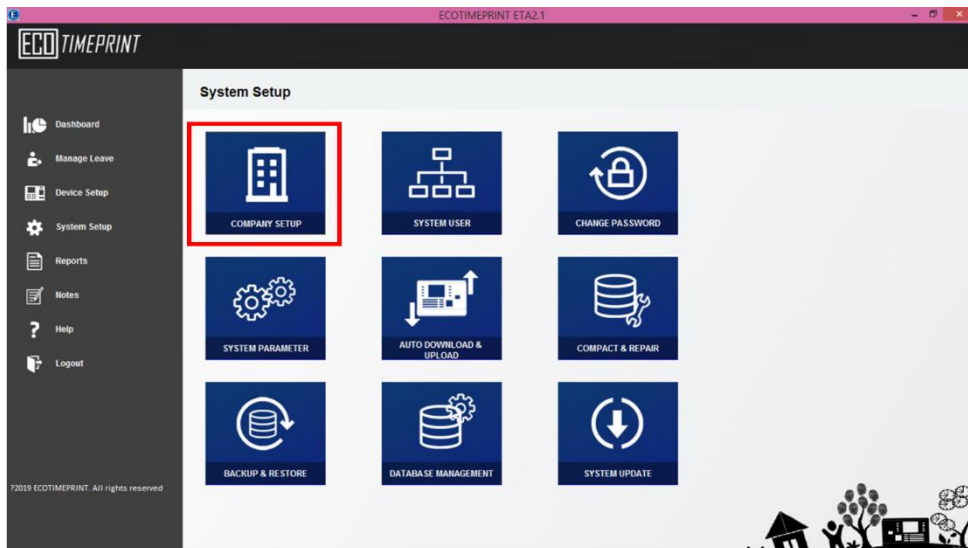 ECOTIMEPRINT ETA2.1
ECO TIMEPRINT
System Setup
Dashboard
Manage Leave
Device Setup
System Setup
Reports
Notes
Help
Logout
COMPANY SETUP
SYSTEM USER
CHANGE PASSWORD
SYSTEM PARAMETER
AUTO DOWNLOAD &
UPLOAD
COMPACT & REPAIR
BACKUP & RESTORE
DATABASE MANAGEMENT
SYSTEM UPDATE
?2019 ECOTIMEPRINT. All rights reserved